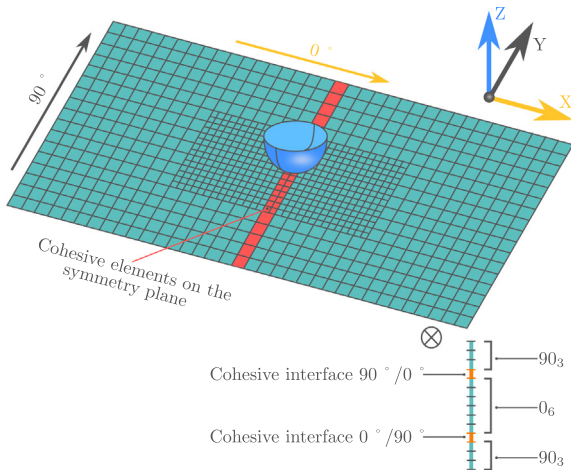 Z
Y
X
0 °
90 °
Cohesive elements on the
symmetry plane
90₃
Cohesive interface 90 °/0 °
0₆
Cohesive interface 0 °/90 °
90₃